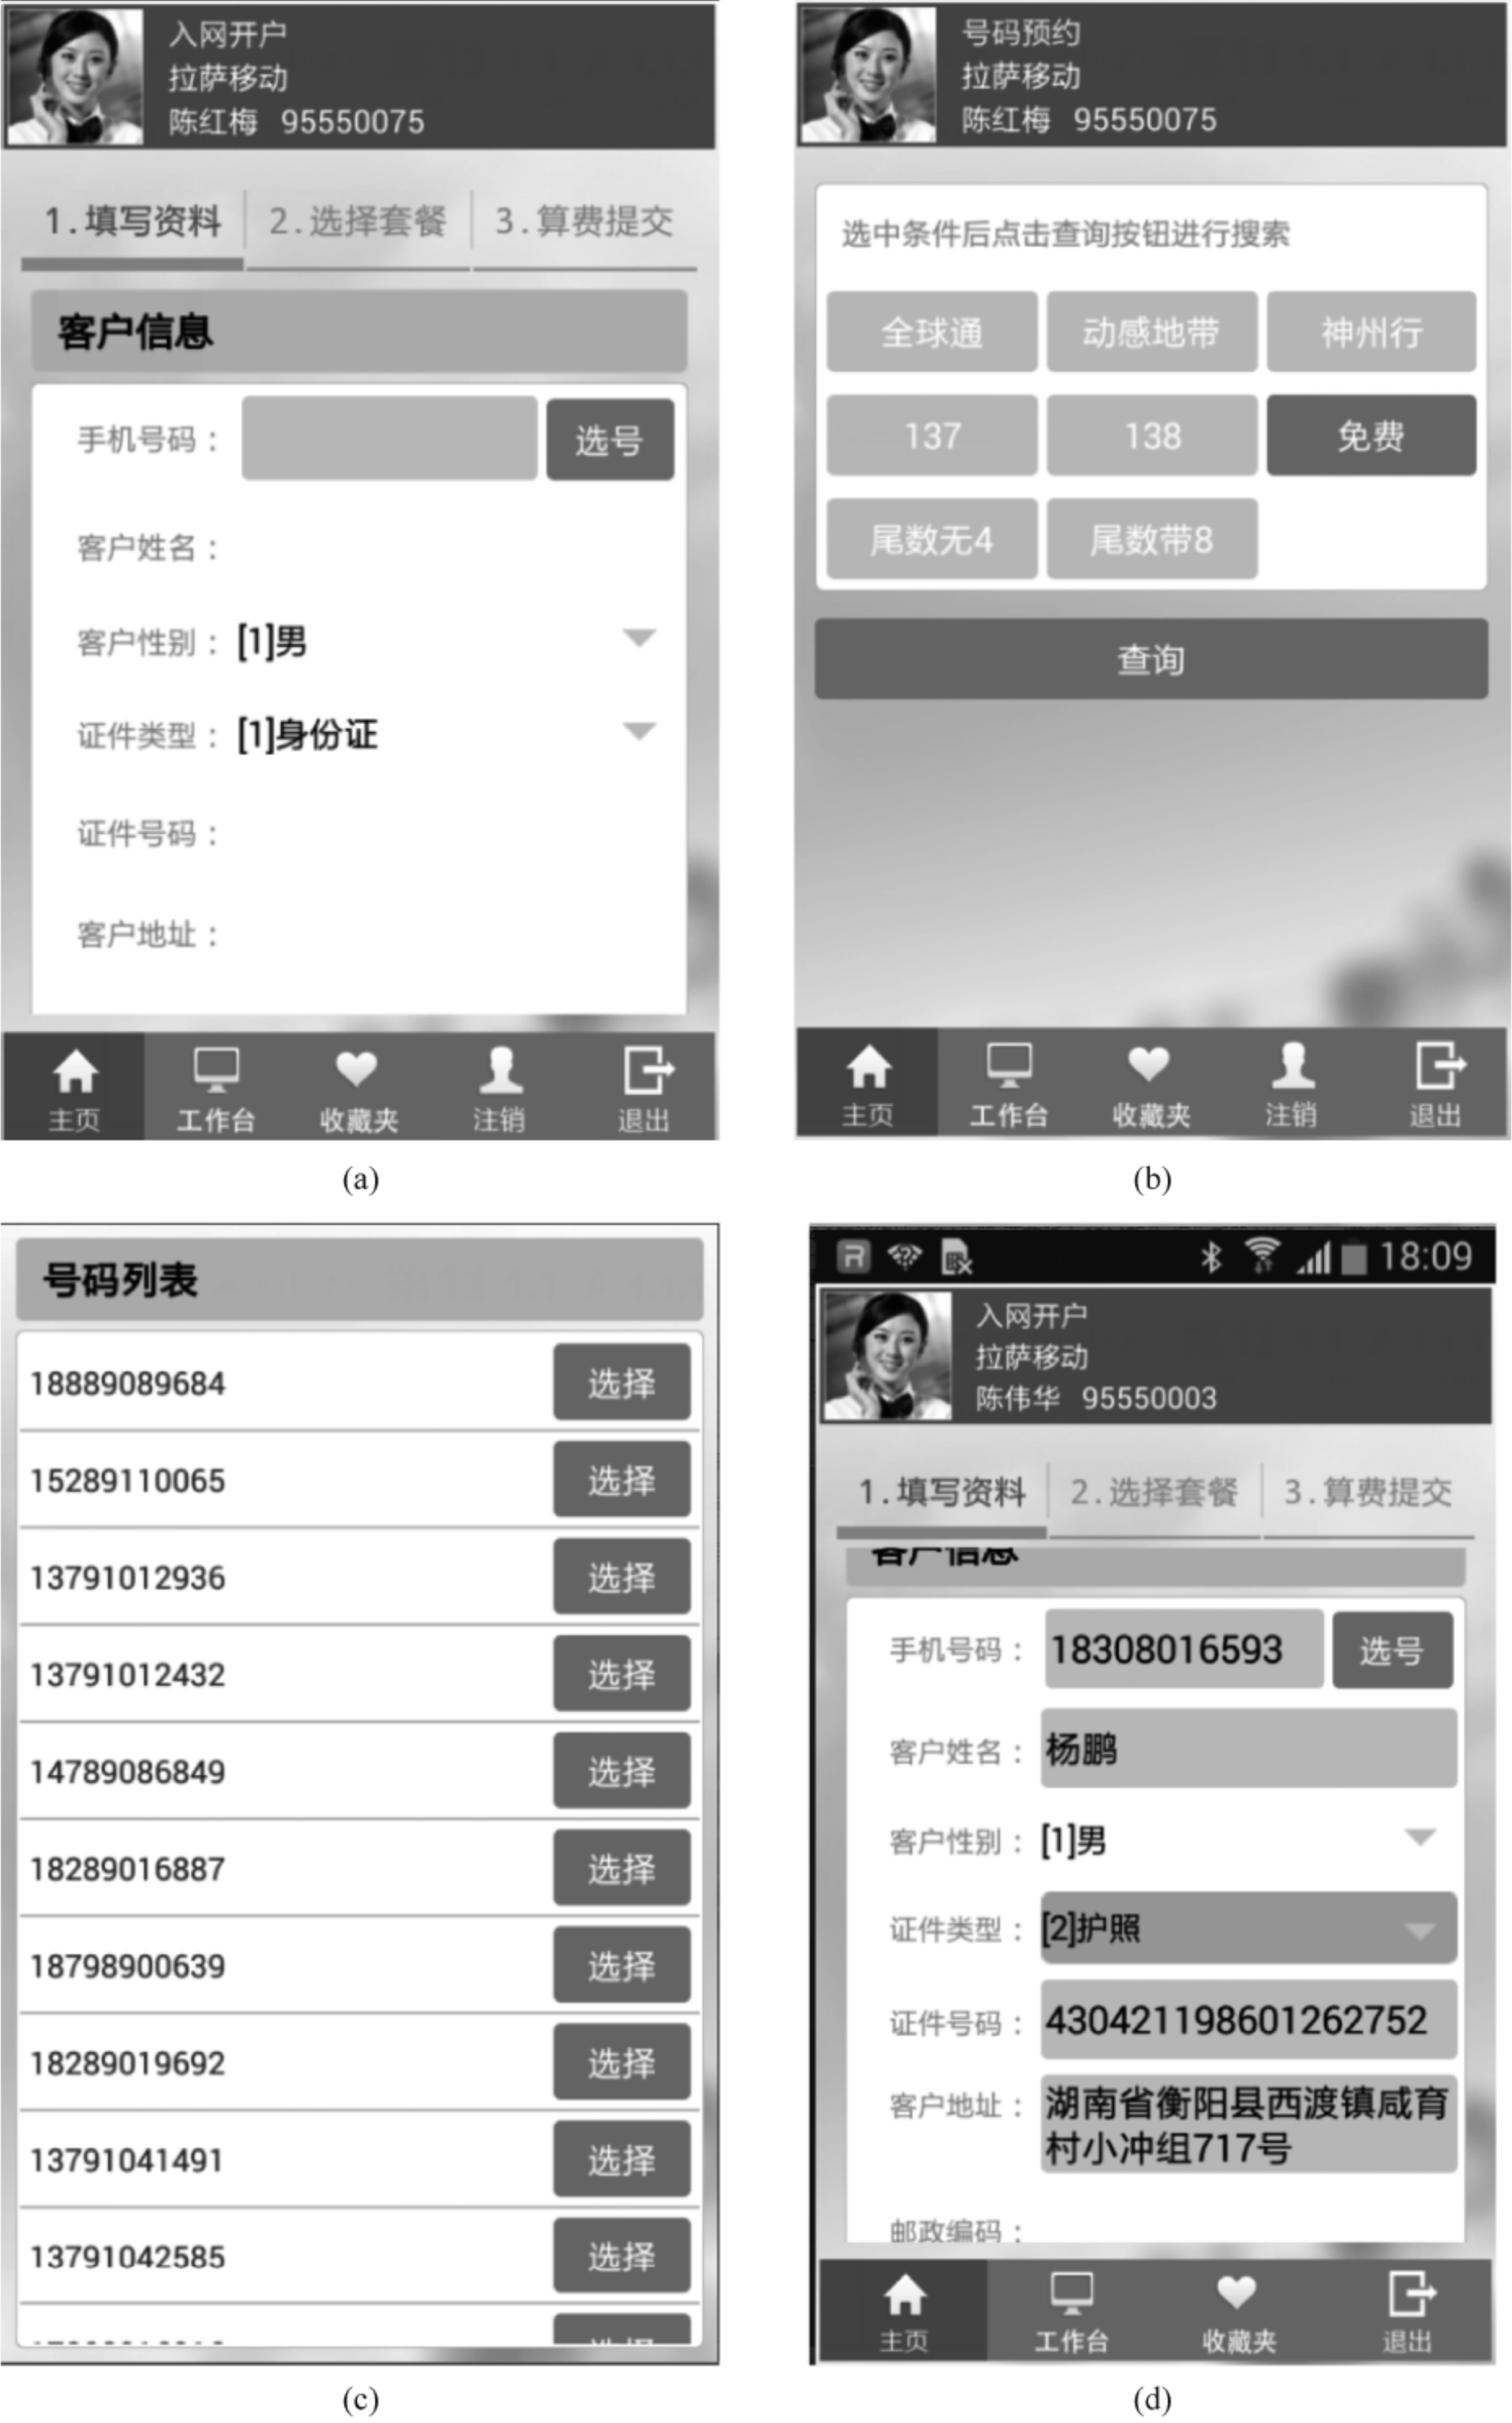 入网开户
拉萨移动
陈红梅 95550075
1.填写资料 2.选择套餐 3.算费提交
客户信息
手机号码： 选号
客户姓名：
客户性别： [1]男
证件类型： [1]身份证
证件号码：
客户地址：
主页 工作台 收藏夹 注销 退出
(a)
号码预约
拉萨移动
陈红梅 95550075
选中条件后点击查询按钮进行搜索
全球通 动感地带 神州行
137 138 免费
尾数无4 尾数带8
查询
主页 工作台 收藏夹 注销 退出
(b)
号码列表
18889089684 选择
15289110065 选择
13791012936 选择
13791012432 选择
14789086849 选择
18289016887 选择
18798900639 选择
18289019692 选择
13791041491 选择
13791042585 选择
(c)
18:09
入网开户
拉萨移动
陈伟华 95550003
1.填写资料 2.选择套餐 3.算费提交
客户信息
手机号码： 18308016593 选号
客户姓名： 杨鹏
客户性别： [1]男
证件类型： [2]护照
证件号码： 430421198601262752
客户地址： 湖南省衡阳县西渡镇咸育
村小冲组717号
邮政编码：
主页 工作台 收藏夹 退出
(d)